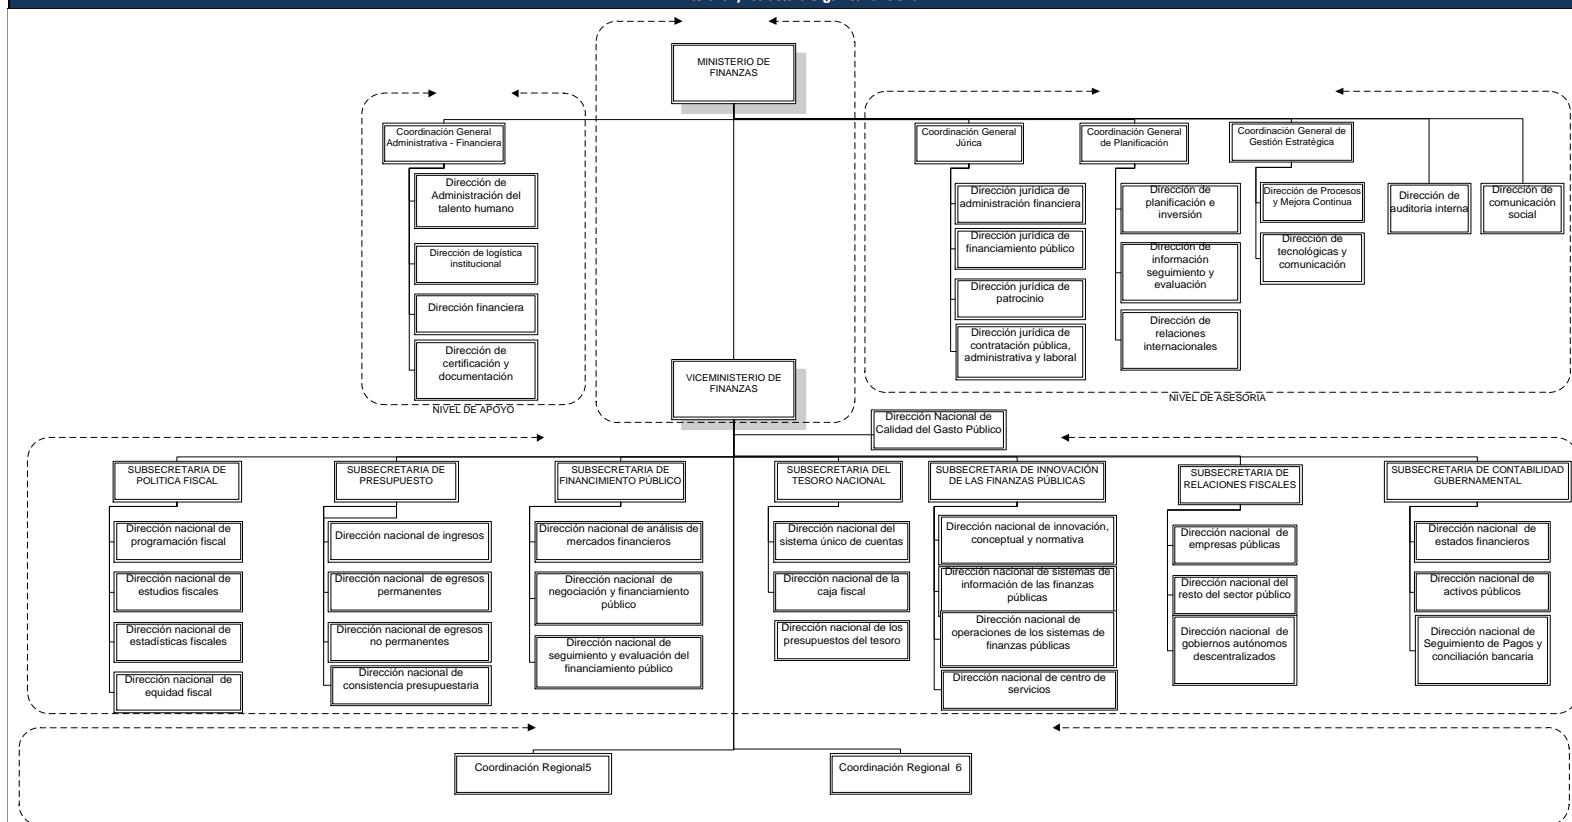 MINISTERIO DE
FINANZAS
Coordinación General
Administrativa - Financiera
Dirección de
Administración del
talento humano
Dirección de logística
institucional
Dirección financiera
Dirección de
certificación y
documentación
NIVEL DE APOYO
Coordinación General
Júrica
Dirección jurídica de
administración financiera
Dirección jurídica de
financiamiento público
Dirección jurídica de
patrocinio
Dirección jurídica de
contratación pública,
administrativa y laboral
Coordinación General
de Planificación
Dirección de
planificación e
inversión
Dirección de
información
seguimiento y
evaluación
Dirección de
relaciones
internacionales
Coordinación General de
Gestión Estratégica
Dirección de Procesos
y Mejora Continua
Dirección de
tecnológicas y
comunicación
Dirección de
auditoria interna
Dirección de
comunicación
social
NIVEL DE ASESORIA
VICEMINISTERIO DE
FINANZAS
Dirección Nacional de
Calidad del Gasto Público
SUBSECRETARIA DE
POLITICA FISCAL
Dirección nacional de
programación fiscal
Dirección nacional de
estudios fiscales
Dirección nacional de
estadísticas fiscales
Dirección nacional de
equidad fiscal
SUBSECRETARIA DE
PRESUPUESTO
Dirección nacional de ingresos
Dirección nacional de egresos
permanentes
Dirección nacional de egresos
no permanentes
Dirección nacional de
consistencia presupuestaria
SUBSECRETARIA DE
FINANCIMIENTO PÚBLICO
Dirección nacional de análisis de
mercados financieros
Dirección nacional de
negociación y financiamiento
público
Dirección nacional de
seguimiento y evaluación del
financiamiento público
SUBSECRETARIA DEL
TESORO NACIONAL
Dirección nacional del
sistema único de cuentas
Dirección nacional de la
caja fiscal
Dirección nacional de los
presupuestos del tesoro
SUBSECRETARIA DE INNOVACIÓN
DE LAS FINANZAS PÚBLICAS
Dirección nacional de innovación,
conceptual y normativa
Dirección nacional de sistemas de
información de las finanzas
públicas
Dirección nacional de
operaciones de los sistemas de
finanzas públicas
Dirección nacional de centro de
servicios
SUBSECRETARIA DE
RELACIONES FISCALES
Dirección nacional de
empresas públicas
Dirección nacional del
resto del sector público
Dirección nacional de
gobiernos autónomos
descentralizados
SUBSECRETARIA DE CONTABILIDAD
GUBERNAMENTAL
Dirección nacional de
estados financieros
Dirección nacional de
activos públicos
Dirección nacional de
Seguimiento de Pagos y
conciliación bancaria
Coordinación Regional5
Coordinación Regional 6